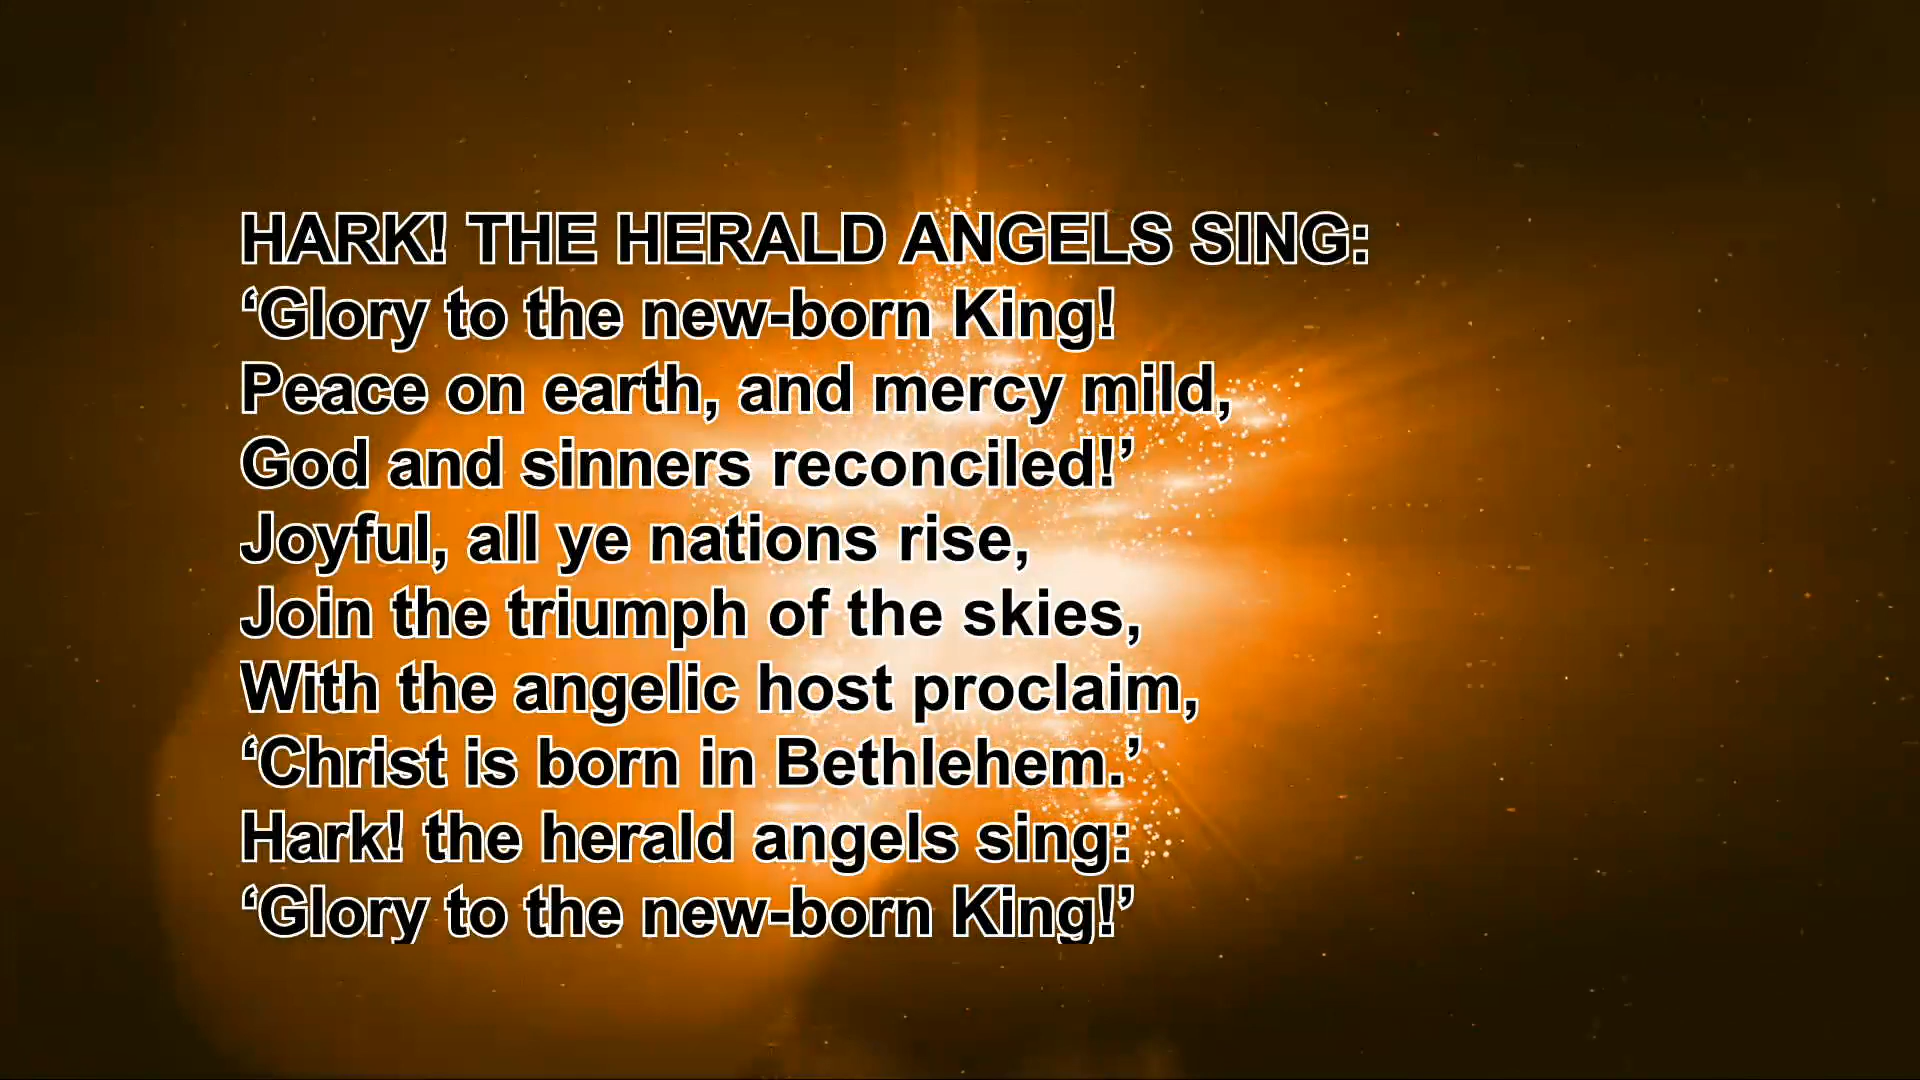 HARK! THE HERALD ANGELS SING:
‘Glory to the new-born King!
Peace on earth, and mercy mild,
God and sinners reconciled!’
Joyful, all ye nations rise,
Join the triumph of the skies,
With the angelic host proclaim,
‘Christ is born in Bethlehem.’
Hark! the herald angels sing:
‘Glory to the new-born King!’